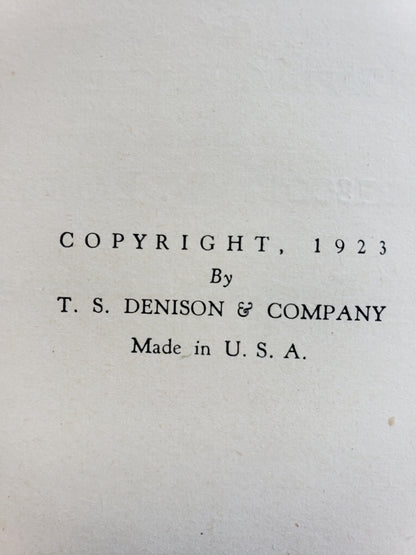 COPYRIGHT, 1923
By
T. S. DENISON & COMPANY
Made in U. S. A.